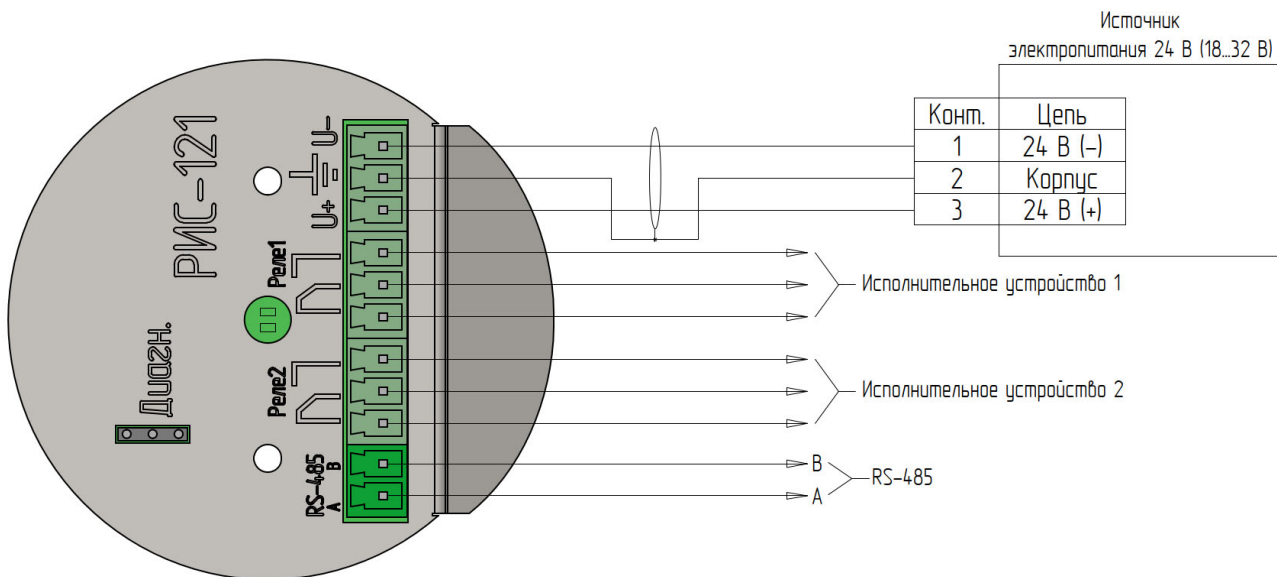 Источник
электропитания 24 В (18...32 В)
Конт. Цепь
1 24 В (-)
2 Корпус
3 24 В (+)
РИС-121
U-
U+
Реле1
Реле2
Диагн.
RS-485
B
A
Исполнительное устройство 1
Исполнительное устройство 2
B
A
RS-485